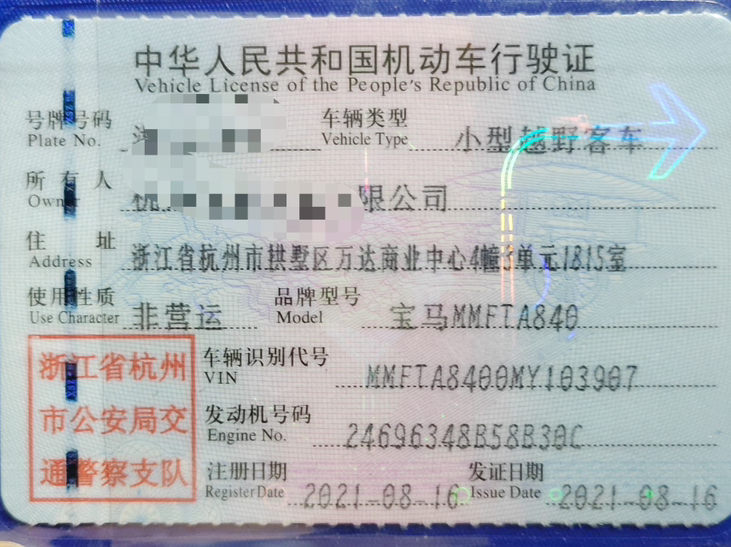 中华人民共和国机动车行驶证
Vehicle License of the People's Republic of China
号牌号码 车辆类型 小型越野客车
Plate No. Vehicle Type
所有人 限公司
Owner
住址 浙江省杭州市拱墅区万达商业中心4幢3单元1815室
Address
使用性质 非营运 品牌型号 宝马MMFTA840
Use Character Model
浙江省杭州
市公安局交
通警察支队
车辆识别代号 MMFTA8400MY103907
VIN
发动机号码 24696348B58B30C
Engine No.
注册日期 2021-08-16 发证日期 2021-08-16
Register Date Issue Date